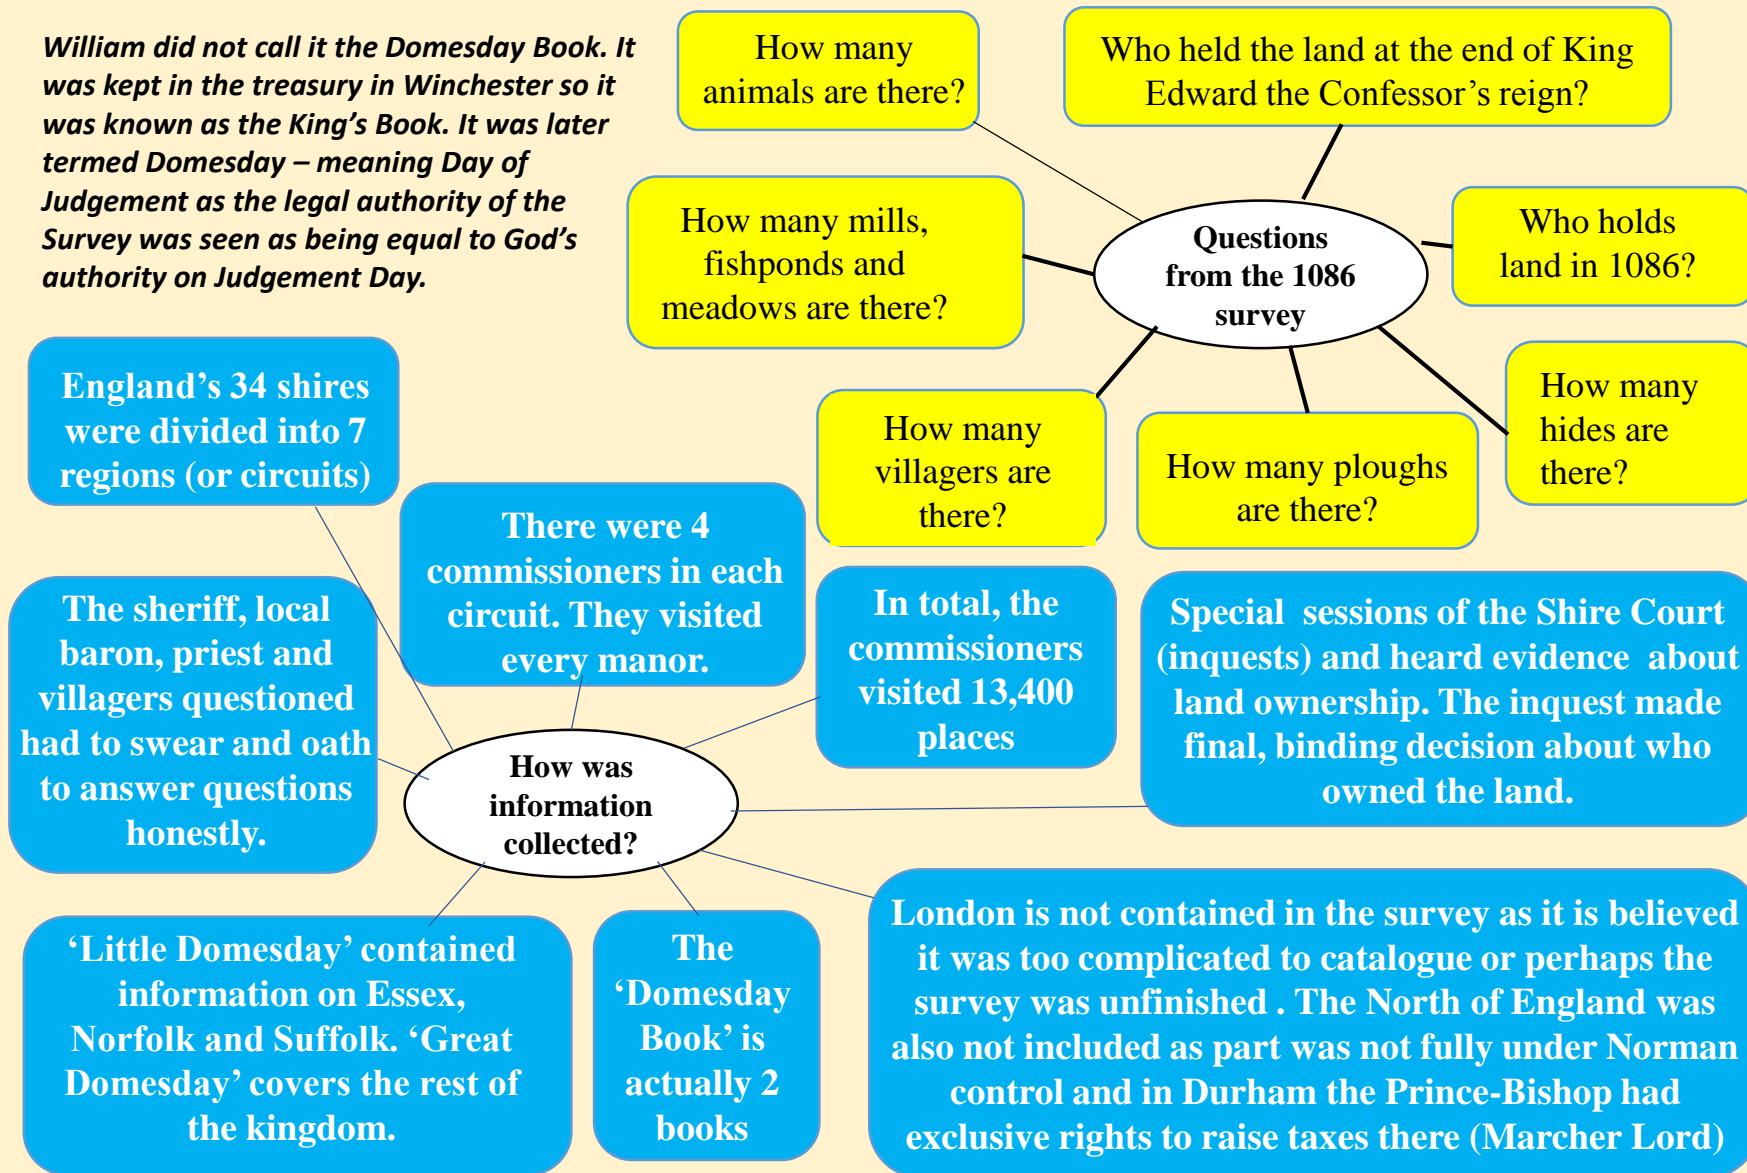 William did not call it the Domesday Book. It
was kept in the treasury in Winchester so it
was known as the King's Book. It was later
termed Domesday – meaning Day of
Judgement as the legal authority of the
Survey was seen as being equal to God's
authority on Judgement Day.
How many
animals are there?
Who held the land at the end of King
Edward the Confessor's reign?
How many mills,
fishponds and
meadows are there?
Questions
from the 1086
survey
Who holds
land in 1086?
How many
villagers are
there?
How many ploughs
are there?
How many
hides are
there?
England's 34 shires
were divided into 7
regions (or circuits)
There were 4
commissioners in each
circuit. They visited
every manor.
The sheriff, local
baron, priest and
villagers questioned
had to swear and oath
to answer questions
honestly.
In total, the
commissioners
visited 13,400
places
Special  sessions of the Shire Court
(inquests) and heard evidence  about
land ownership. The inquest made
final, binding decision about who
owned the land.
How was
information
collected?
‘Little Domesday’ contained
information on Essex,
Norfolk and Suffolk. ‘Great
Domesday’ covers the rest of
the kingdom.
The
‘Domesday
Book’ is
actually 2
books
London is not contained in the survey as it is believed
it was too complicated to catalogue or perhaps the
survey was unfinished . The North of England was
also not included as part was not fully under Norman
control and in Durham the Prince-Bishop had
exclusive rights to raise taxes there (Marcher Lord)